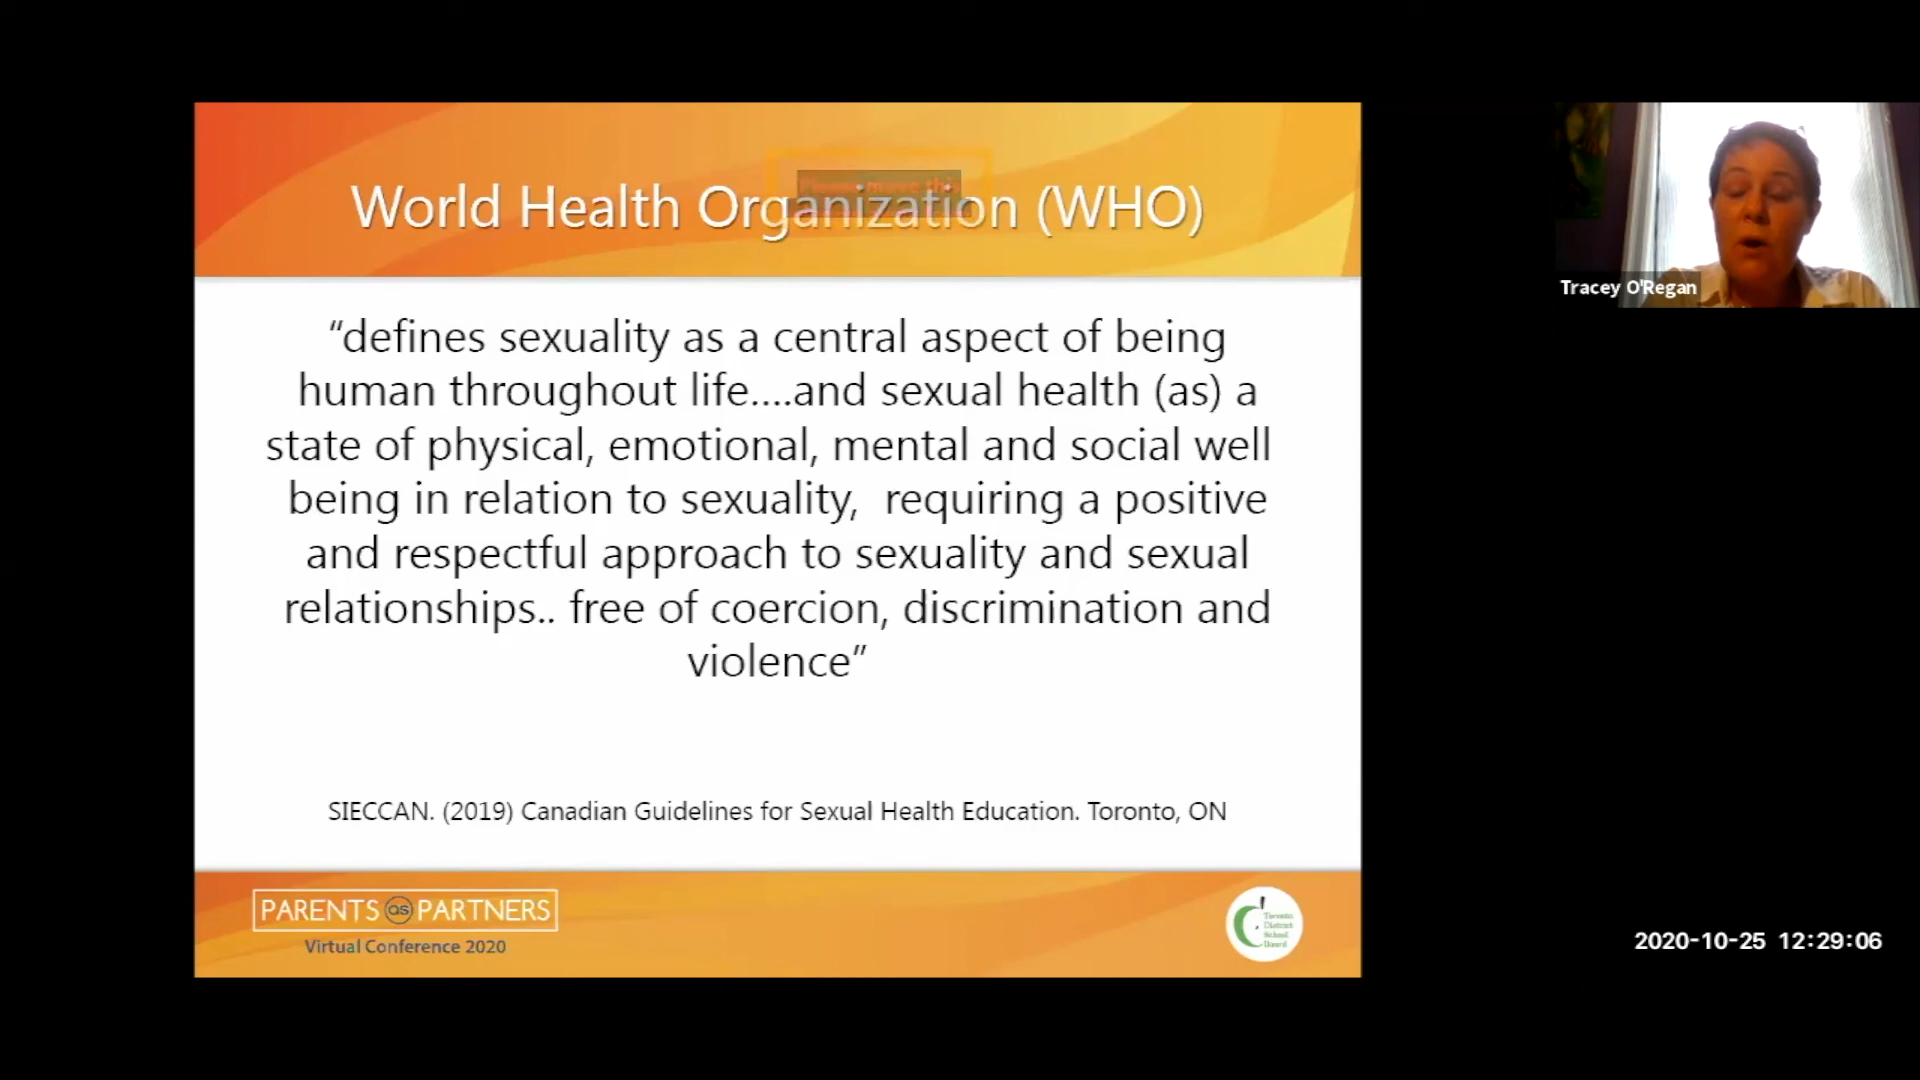 Please move this
World Health Organization (WHO)
“defines sexuality as a central aspect of being
human throughout life....and sexual health (as) a
state of physical, emotional, mental and social well
being in relation to sexuality,  requiring a positive
and respectful approach to sexuality and sexual
relationships.. free of coercion, discrimination and
violence”
SIECCAN. (2019) Canadian Guidelines for Sexual Health Education. Toronto, ON
PARENTS as PARTNERS
Virtual Conference 2020
Toronto
District
School
Board
Tracey O'Regan
2020-10-25 12:29:06